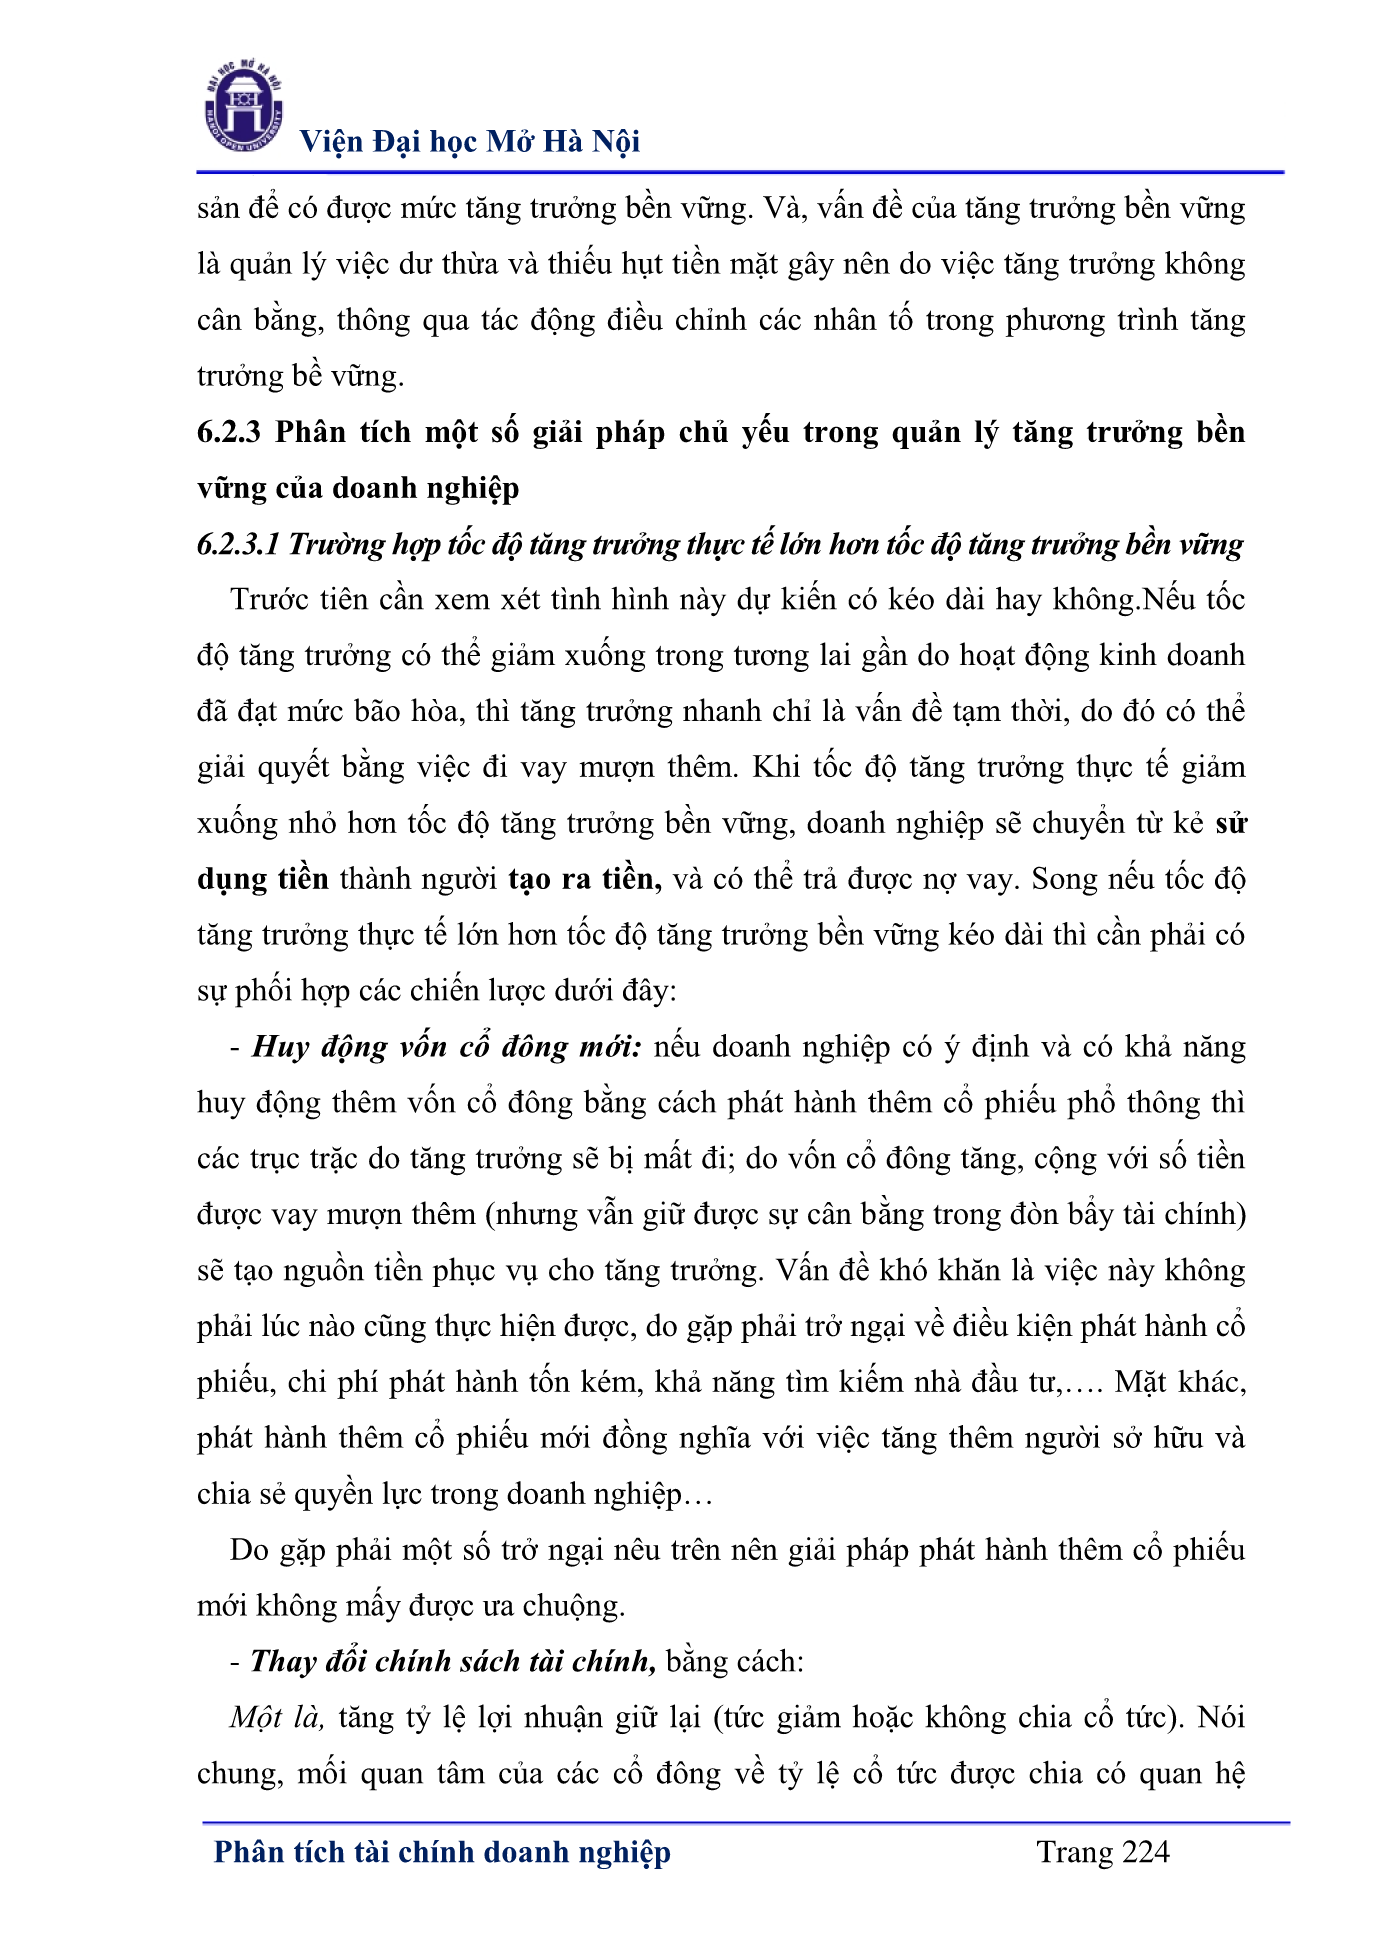 ĐẠI HỌC MỞ HÀ NỘI
HANOI OPEN UNIVERSITY
Viện Đại học Mở Hà Nội
sản để có được mức tăng trưởng bền vững. Và, vấn đề của tăng trưởng bền vững
là quản lý việc dư thừa và thiếu hụt tiền mặt gây nên do việc tăng trưởng không
cân bằng, thông qua tác động điều chỉnh các nhân tố trong phương trình tăng
trưởng bề vững.
6.2.3 Phân tích một số giải pháp chủ yếu trong quản lý tăng trưởng bền
vững của doanh nghiệp
6.2.3.1 Trường hợp tốc độ tăng trưởng thực tế lớn hơn tốc độ tăng trưởng bền vững
Trước tiên cần xem xét tình hình này dự kiến có kéo dài hay không.Nếu tốc
độ tăng trưởng có thể giảm xuống trong tương lai gần do hoạt động kinh doanh
đã đạt mức bão hòa, thì tăng trưởng nhanh chỉ là vấn đề tạm thời, do đó có thể
giải quyết bằng việc đi vay mượn thêm. Khi tốc độ tăng trưởng thực tế giảm
xuống nhỏ hơn tốc độ tăng trưởng bền vững, doanh nghiệp sẽ chuyển từ kẻ sử
dụng tiền thành người tạo ra tiền, và có thể trả được nợ vay. Song nếu tốc độ
tăng trưởng thực tế lớn hơn tốc độ tăng trưởng bền vững kéo dài thì cần phải có
sự phối hợp các chiến lược dưới đây:
- Huy động vốn cổ đông mới: nếu doanh nghiệp có ý định và có khả năng
huy động thêm vốn cổ đông bằng cách phát hành thêm cổ phiếu phổ thông thì
các trục trặc do tăng trưởng sẽ bị mất đi; do vốn cổ đông tăng, cộng với số tiền
được vay mượn thêm (nhưng vẫn giữ được sự cân bằng trong đòn bẩy tài chính)
sẽ tạo nguồn tiền phục vụ cho tăng trưởng. Vấn đề khó khăn là việc này không
phải lúc nào cũng thực hiện được, do gặp phải trở ngại về điều kiện phát hành cổ
phiếu, chi phí phát hành tốn kém, khả năng tìm kiếm nhà đầu tư,…. Mặt khác,
phát hành thêm cổ phiếu mới đồng nghĩa với việc tăng thêm người sở hữu và
chia sẻ quyền lực trong doanh nghiệp…
Do gặp phải một số trở ngại nêu trên nên giải pháp phát hành thêm cổ phiếu
mới không mấy được ưa chuộng.
- Thay đổi chính sách tài chính, bằng cách:
Một là, tăng tỷ lệ lợi nhuận giữ lại (tức giảm hoặc không chia cổ tức). Nói
chung, mối quan tâm của các cổ đông về tỷ lệ cổ tức được chia có quan hệ
Phân tích tài chính doanh nghiệp Trang 224